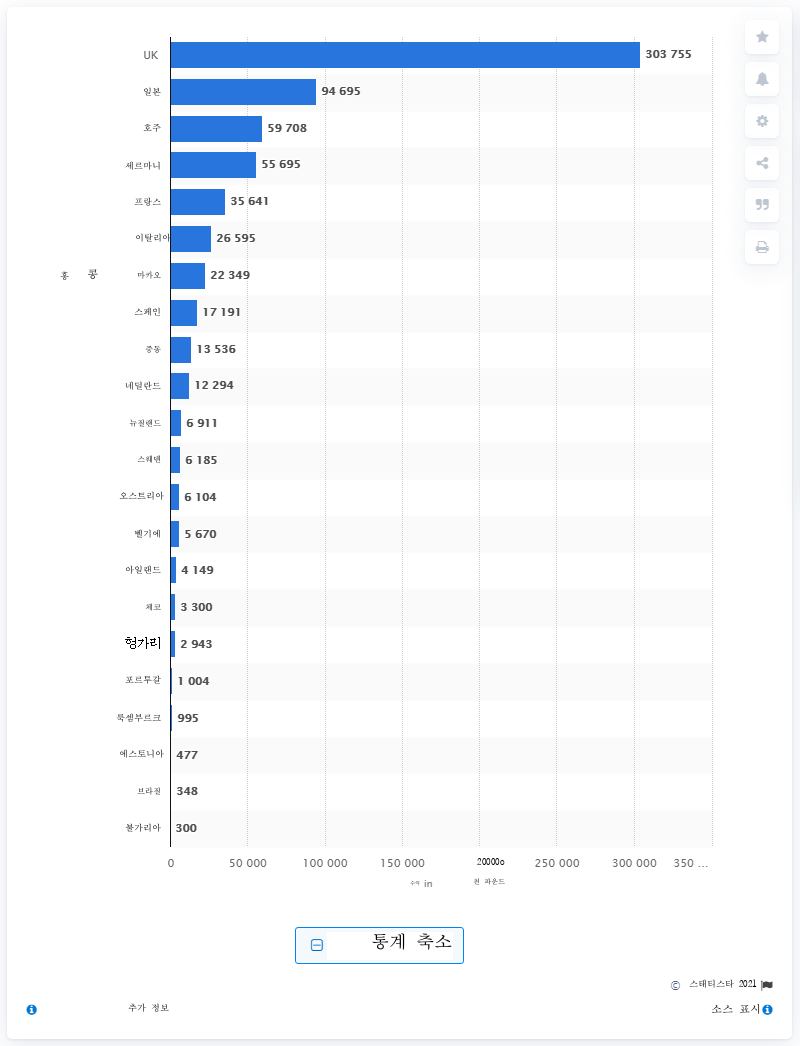 UK 303 755
일본 94 695
호주 59 708
세르마니 55 695
프랑스 35 641
이탈리아 26 595
홍 콩 마카오 22 349
스페인 17 191
중동 13 536
네덜란드 12 294
뉴질랜드 6 911
스웨덴 6 185
오스트리아 6 104
벨기에 5 670
아일랜드 4 149
체코 3 300
헝가리 2 943
포르투갈 1 004
룩셈부르크 995
에스토니아 477
브라질 348
불가리아 300
0 50 000 100 000 150 000 20000o 250 000 300 000 350 ...
수익 in 천 파운드
통계 축소
© 스태티스타 2021
추가 정보 소스 표시